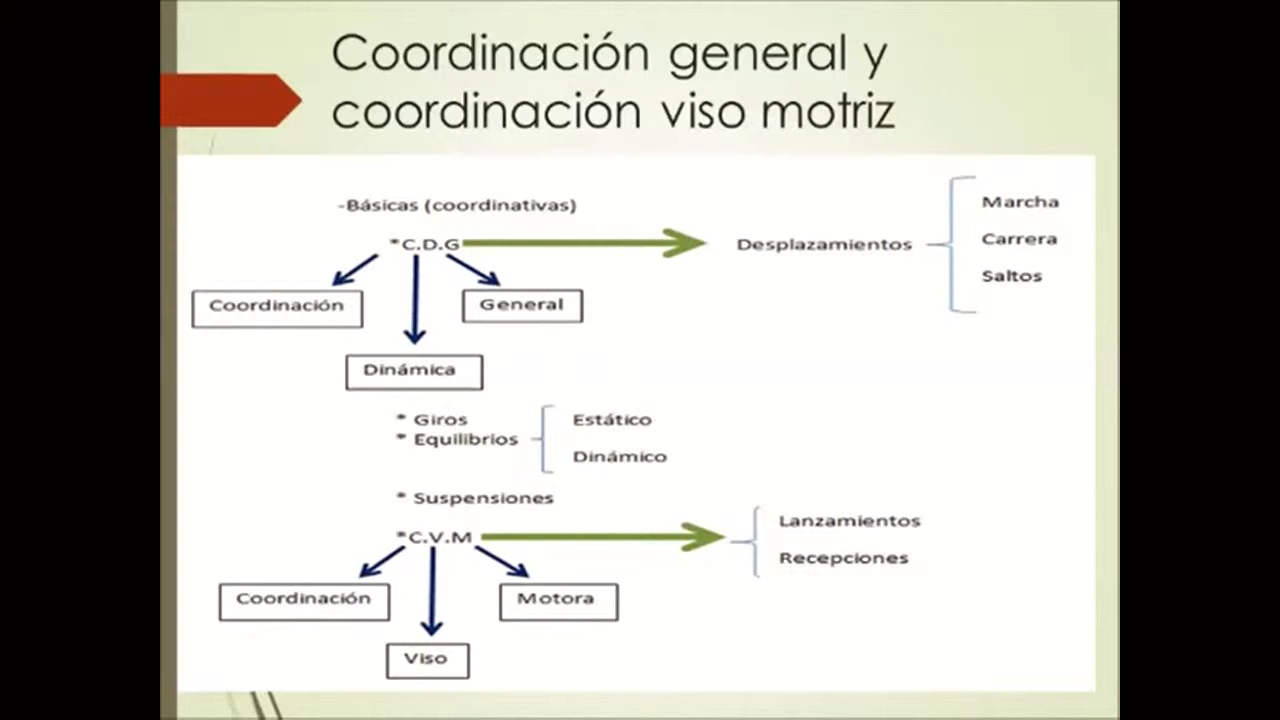 Coordinación general y
coordinación viso motriz
-Básicas (coordinativas)
*C.D.G
Desplazamientos
Marcha
Carrera
Saltos
Coordinación
General
Dinámica
* Giros
* Equilibrios
Estático
Dinámico
* Suspensiones
*C.V.M
Lanzamientos
Recepciones
Coordinación
Motora
Viso